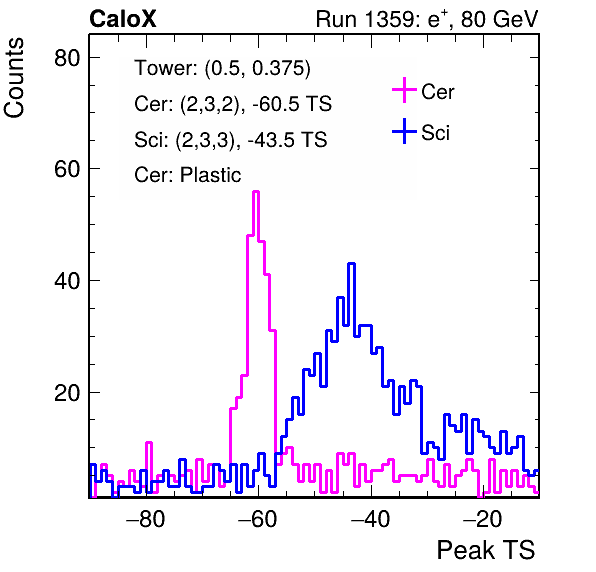 CaloX
Run 1359: e⁺, 80 GeV
Counts
80
60
40
20
Tower: (0.5, 0.375)
Cer: (2,3,2), -60.5 TS
Sci: (2,3,3), -43.5 TS
Cer: Plastic
Cer
Sci
−80
−60
−40
−20
Peak TS